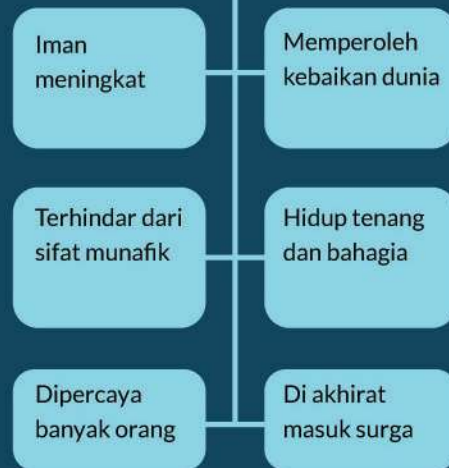 Iman
meningkat
Memperoleh
kebaikan dunia
Terhindar dari
sifat munafik
Hidup tenang
dan bahagia
Dipercaya
banyak orang
Di akhirat
masuk surga